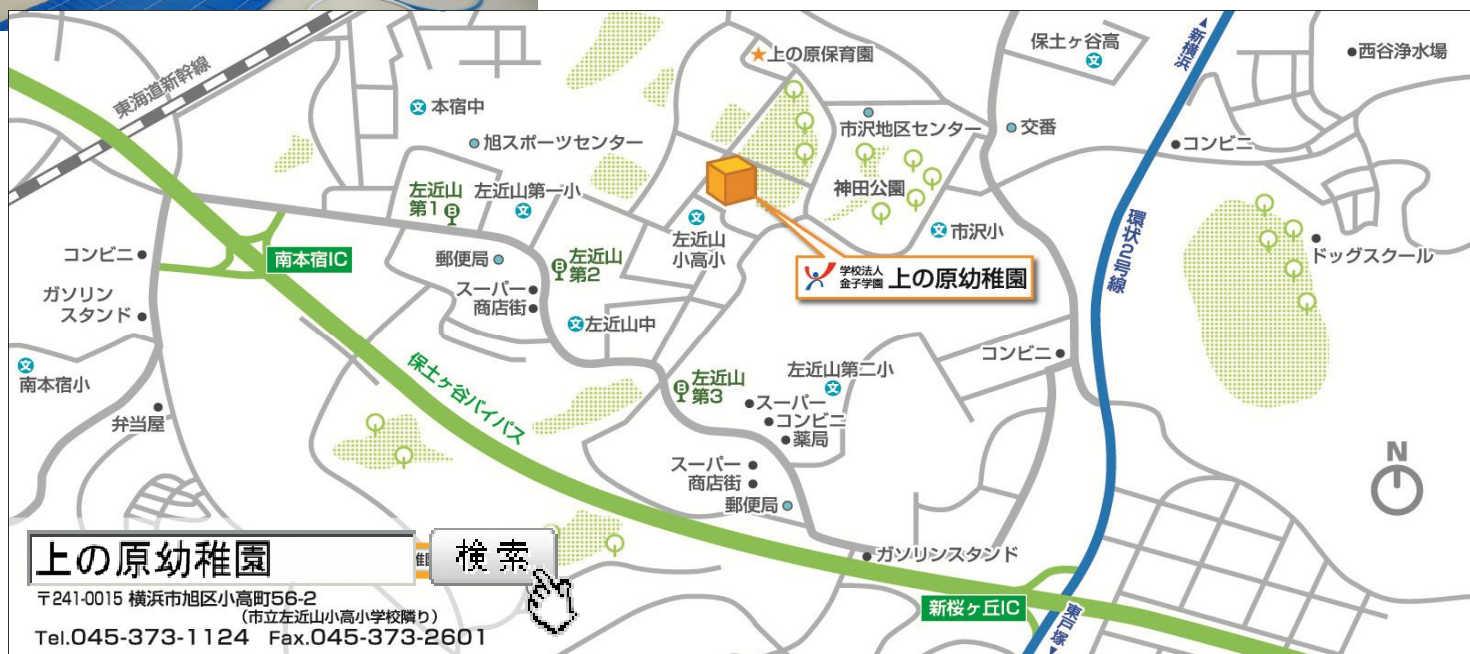 東海道新幹線
本宿中
旭スポーツセンター
上の原保育園
保土ヶ谷高
▲新横浜
西谷浄水場
市沢地区センター
交番
コンビニ
左近山
第1
左近山第一小
神田公園
左近山
小高小
市沢小
環状2号線
ドッグスクール
コンビニ
南本宿IC
郵便局
左近山
第2
学校法人
金子学園
上の原幼稚園
ガソリン
スタンド
スーパー
商店街
左近山中
南本宿小
保土ヶ谷バイパス
左近山第二小
コンビニ
左近山
第3
スーパー
コンビニ
薬局
弁当屋
スーパー
商店街
郵便局
N
ガソリンスタンド
新桜ヶ丘IC
東戸塚▼
上の原幼稚園
検索
〒241-0015 横浜市旭区小高町56-2
(市立左近山小高小学校隣り)
Tel.045-373-1124 Fax.045-373-2601